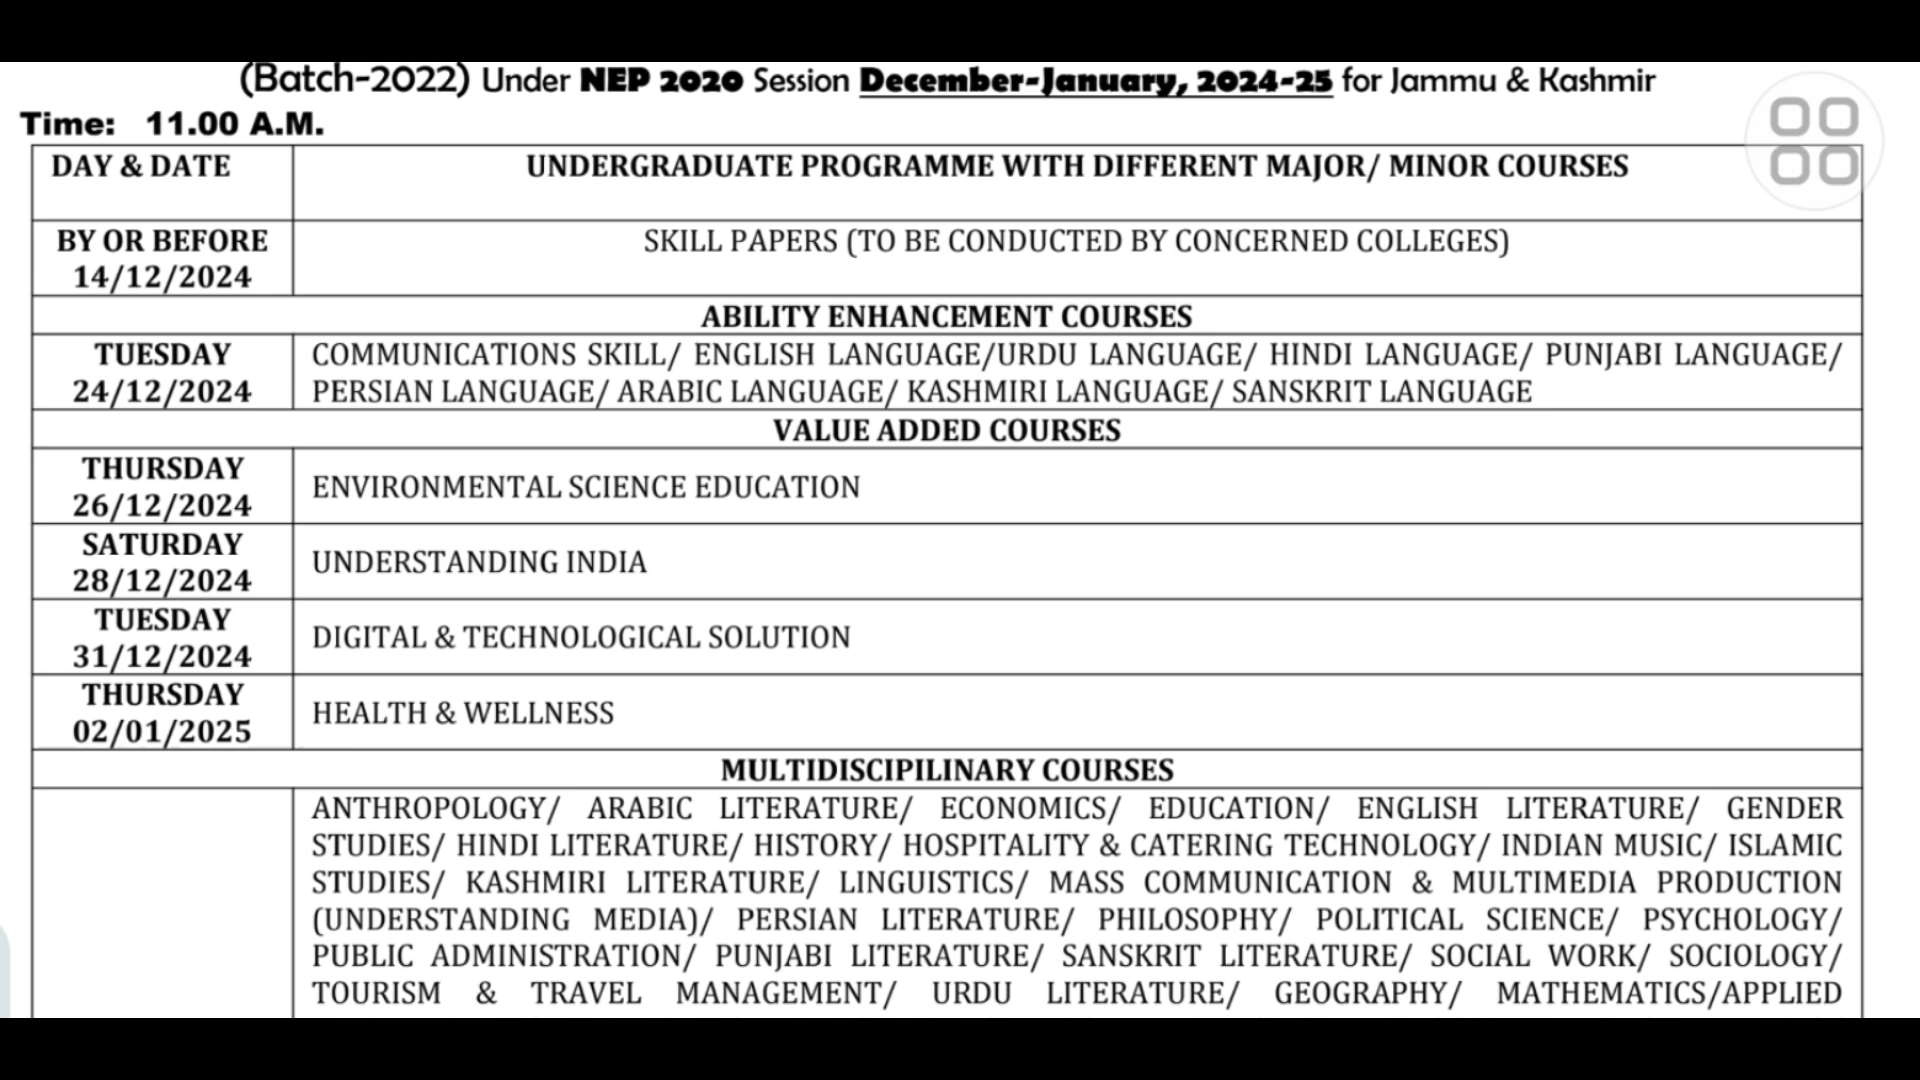 (Batch-2022) Under NEP 2020 Session December-January, 2024-25 for Jammu & Kashmir
Time: 11.00 A.M.
DAY & DATE
UNDERGRADUATE PROGRAMME WITH DIFFERENT MAJOR/ MINOR COURSES
BY OR BEFORE
14/12/2024
SKILL PAPERS (TO BE CONDUCTED BY CONCERNED COLLEGES)
ABILITY ENHANCEMENT COURSES
TUESDAY
24/12/2024
COMMUNICATIONS SKILL/ ENGLISH LANGUAGE/URDU LANGUAGE/ HINDI LANGUAGE/ PUNJABI LANGUAGE/
PERSIAN LANGUAGE/ ARABIC LANGUAGE/ KASHMIRI LANGUAGE/ SANSKRIT LANGUAGE
VALUE ADDED COURSES
THURSDAY
26/12/2024
ENVIRONMENTAL SCIENCE EDUCATION
SATURDAY
28/12/2024
UNDERSTANDING INDIA
TUESDAY
31/12/2024
DIGITAL & TECHNOLOGICAL SOLUTION
THURSDAY
02/01/2025
HEALTH & WELLNESS
MULTIDISCIPILINARY COURSES
ANTHROPOLOGY/ ARABIC LITERATURE/ ECONOMICS/ EDUCATION/ ENGLISH LITERATURE/ GENDER
STUDIES/ HINDI LITERATURE/ HISTORY/ HOSPITALITY & CATERING TECHNOLOGY/ INDIAN MUSIC/ ISLAMIC
STUDIES/ KASHMIRI LITERATURE/ LINGUISTICS/ MASS COMMUNICATION & MULTIMEDIA PRODUCTION
(UNDERSTANDING MEDIA)/ PERSIAN LITERATURE/ PHILOSOPHY/ POLITICAL SCIENCE/ PSYCHOLOGY/
PUBLIC ADMINISTRATION/ PUNJABI LITERATURE/ SANSKRIT LITERATURE/ SOCIAL WORK/ SOCIOLOGY/
TOURISM & TRAVEL MANAGEMENT/ URDU LITERATURE/ GEOGRAPHY/ MATHEMATICS/APPLIED